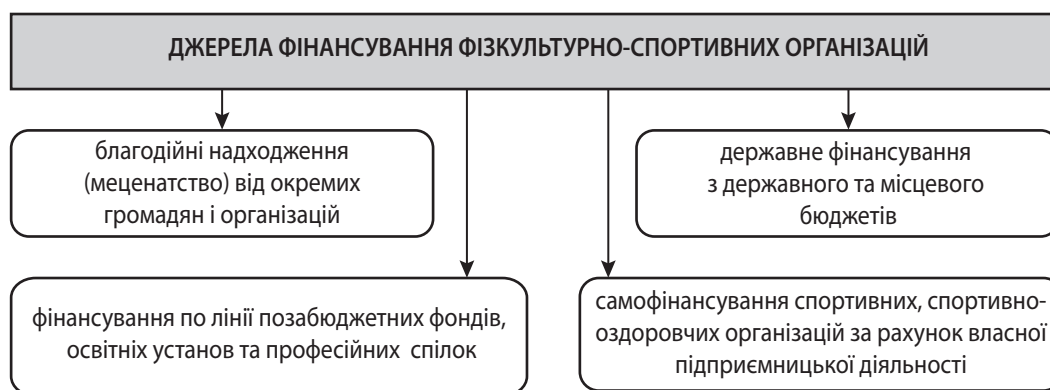 ДЖЕРЕЛА ФІНАНСУВАННЯ ФІЗКУЛЬТУРНО-СПОРТИВНИХ ОРГАНІЗАЦІЙ
благодійні надходження
(меценатство) від окремих
громадян і організацій
державне фінансування
з державного та місцевого
бюджетів
фінансування по лінії позабюджетних фондів,
освітніх установ та професійних спілок
самофінансування спортивних, спортивно-
оздоровчих організацій за рахунок власної
підприємницької діяльності